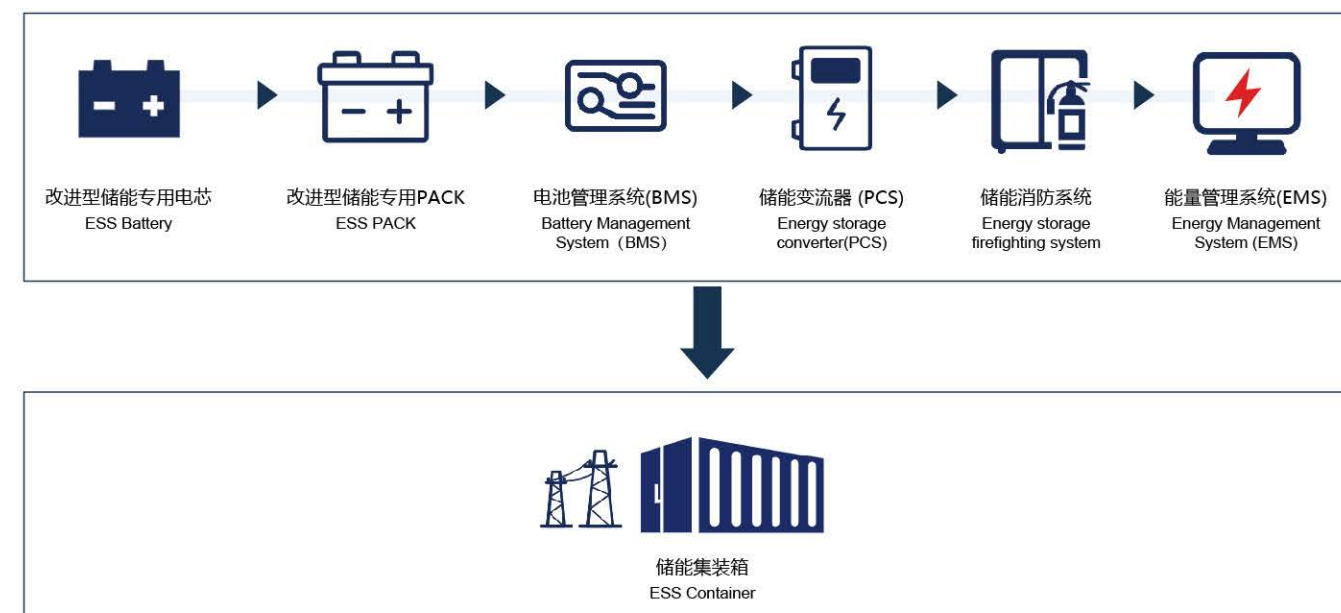 改进型储能专用电芯
ESS Battery
改进型储能专用PACK
ESS PACK
电池管理系统(BMS)
Battery Management
System（BMS）
储能变流器 (PCS)
Energy storage
converter(PCS)
储能消防系统
Energy storage
firefighting system
能量管理系统(EMS)
Energy Management
System (EMS)
储能集装箱
ESS Container